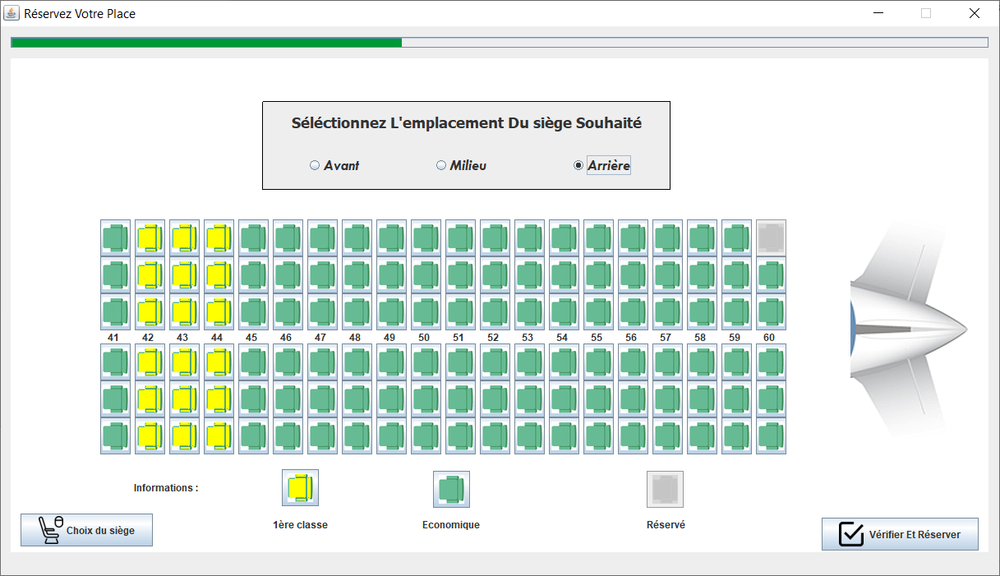 Réservez Votre Place
Séléctionnez L'emplacement Du siège Souhaité
Avant Milieu Arrière
41 42 43 44 45 46 47 48 49 50 51 52 53 54 55 56 57 58 59 60
Informations :
1ère classe Economique Réservé
Choix du siège
Vérifier Et Réserver